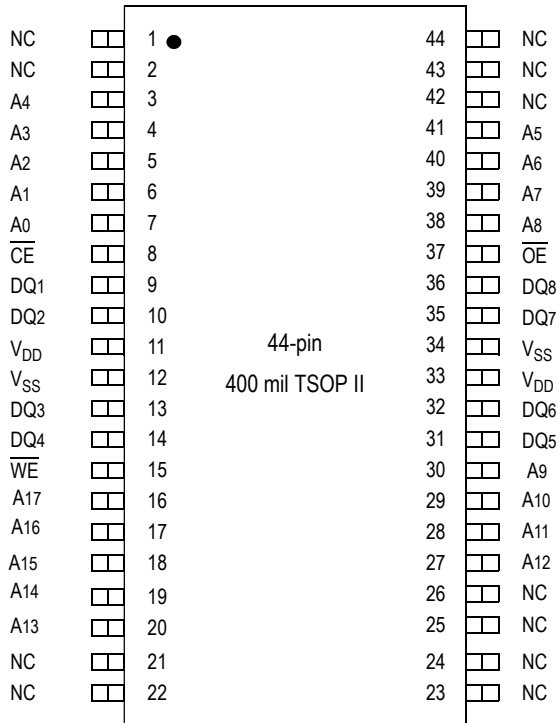 NC 1 44 NC
NC 2 43 NC
A4 3 42 NC
A3 4 41 A5
A2 5 40 A6
A1 6 39 A7
A0 7 38 A8
C̅E̅ 8 37 O̅E̅
DQ1 9 36 DQ8
DQ2 10 35 DQ7
VDD 11 44-pin 34 VSS
VSS 12 400 mil TSOP II 33 VDD
DQ3 13 32 DQ6
DQ4 14 31 DQ5
W̅E̅ 15 30 A9
A17 16 29 A10
A16 17 28 A11
A15 18 27 A12
A14 19 26 NC
A13 20 25 NC
NC 21 24 NC
NC 22 23 NC